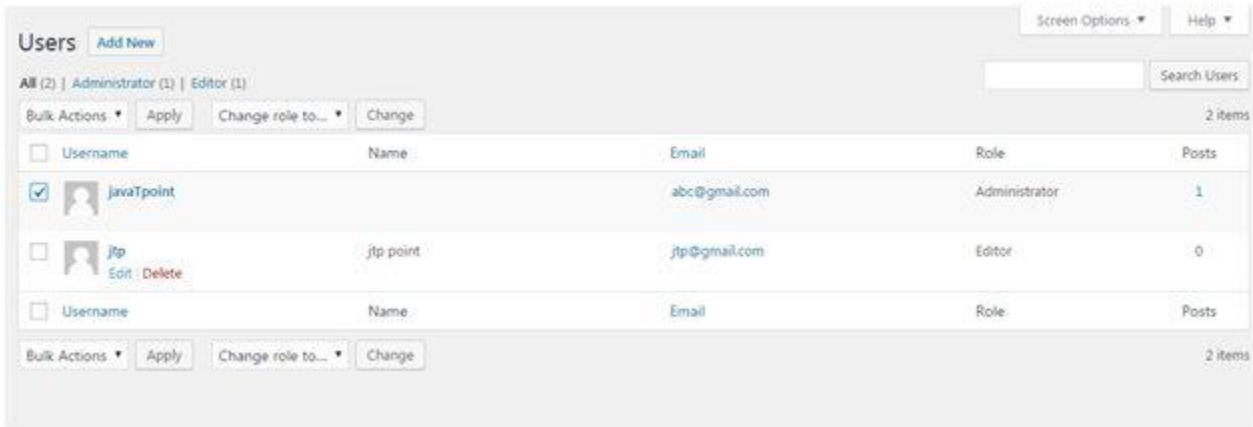 Screen Options ▼ Help ▼
Users Add New
All (2) | Administrator (1) | Editor (1)
Search Users
Bulk Actions ▼ Apply Change role to... ▼ Change 2 items
Username Name Email Role Posts
javaTpoint abc@gmail.com Administrator 1
jtp jtp point jtp@gmail.com Editor 0
Edit Delete
Username Name Email Role Posts
Bulk Actions ▼ Apply Change role to... ▼ Change 2 items